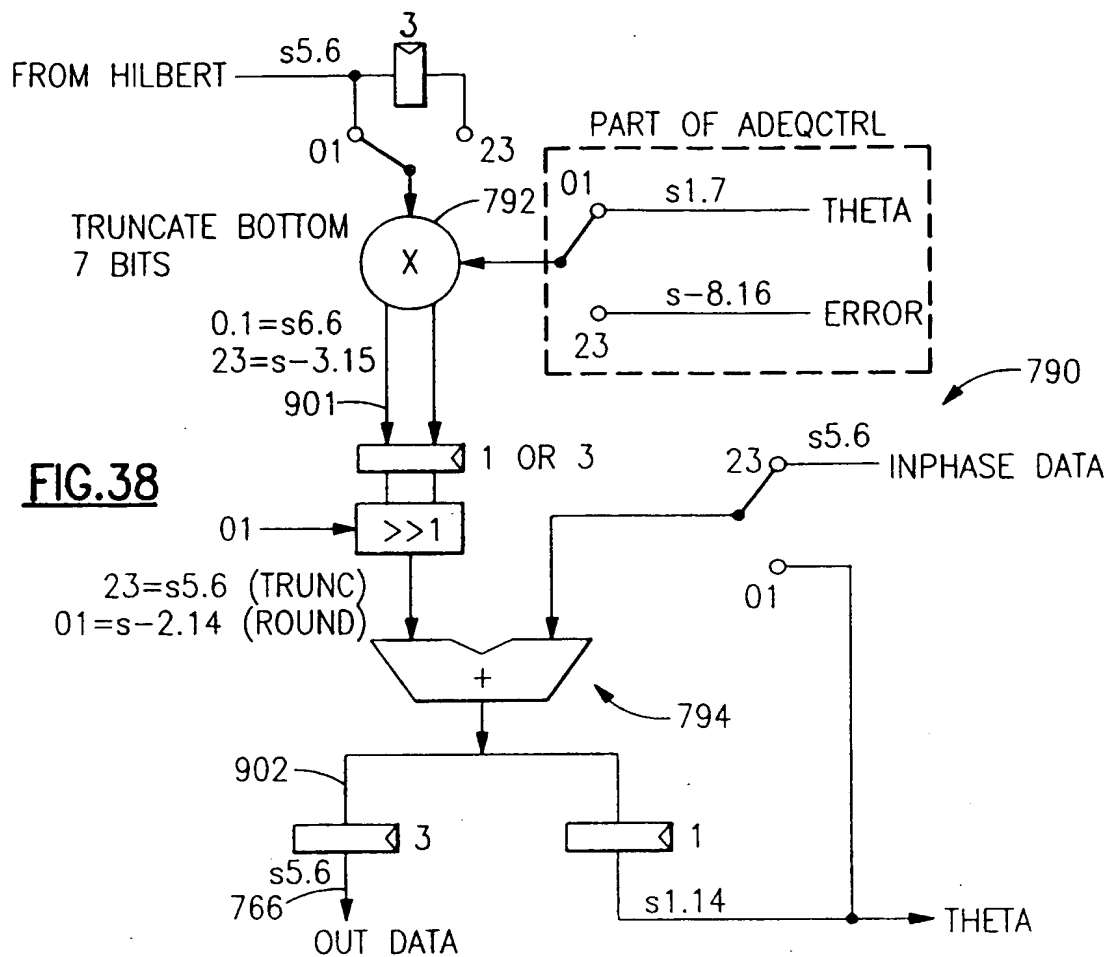 3
s5.6
FROM HILBERT
01
23
PART OF ADEQCTRL
01
s1.7
THETA
s-8.16
ERROR
23
792
TRUNCATE BOTTOM
7 BITS
X
0.1=s6.6
23=s-3.15
901
790
1 OR 3
FIG.38
23
s5.6
INPHASE DATA
01
>>1
01
23=s5.6 (TRUNC)
01=s-2.14 (ROUND)
+
794
902
3
1
s5.6
766
OUT DATA
s1.14
THETA